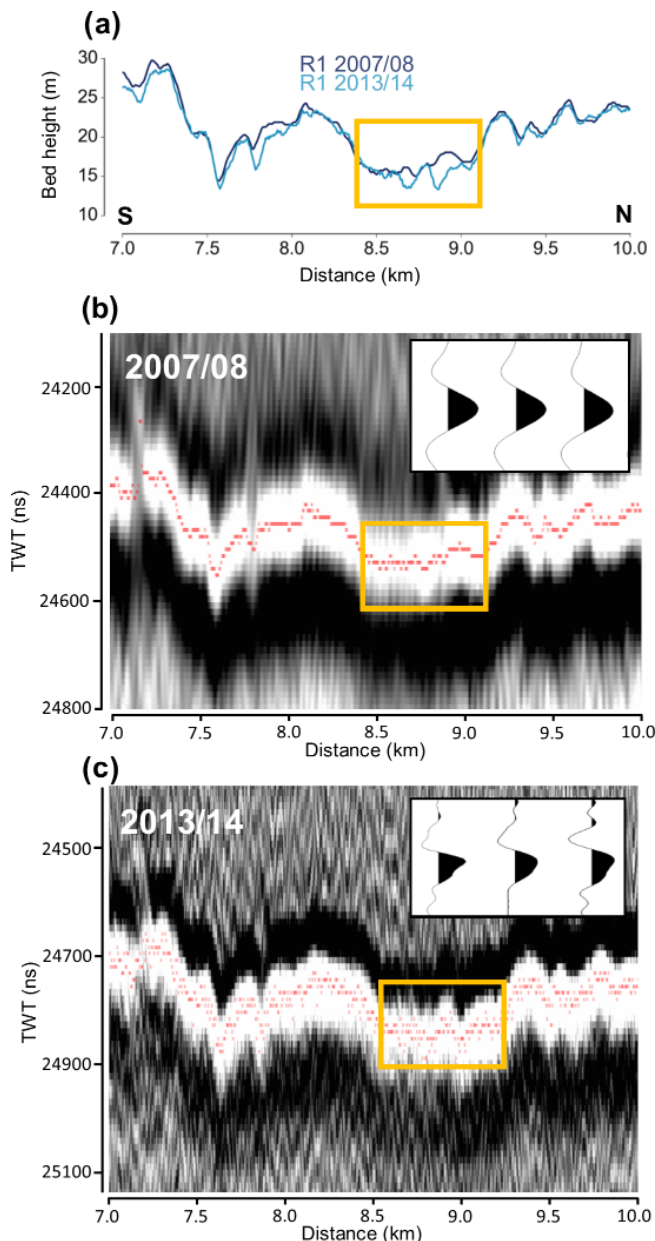 (a)
R1 2007/08
R1 2013/14
Bed height (m)
30
25
20
15
10
S
N
7.0 7.5 8.0 8.5 9.0 9.5 10.0
Distance (km)
(b)
2007/08
TWT (ns)
24200
24400
24600
24800
7.0 7.5 8.0 8.5 9.0 9.5 10.0
Distance (km)
(c)
2013/14
TWT (ns)
24500
24700
24900
25100
7.0 7.5 8.0 8.5 9.0 9.5 10.0
Distance (km)